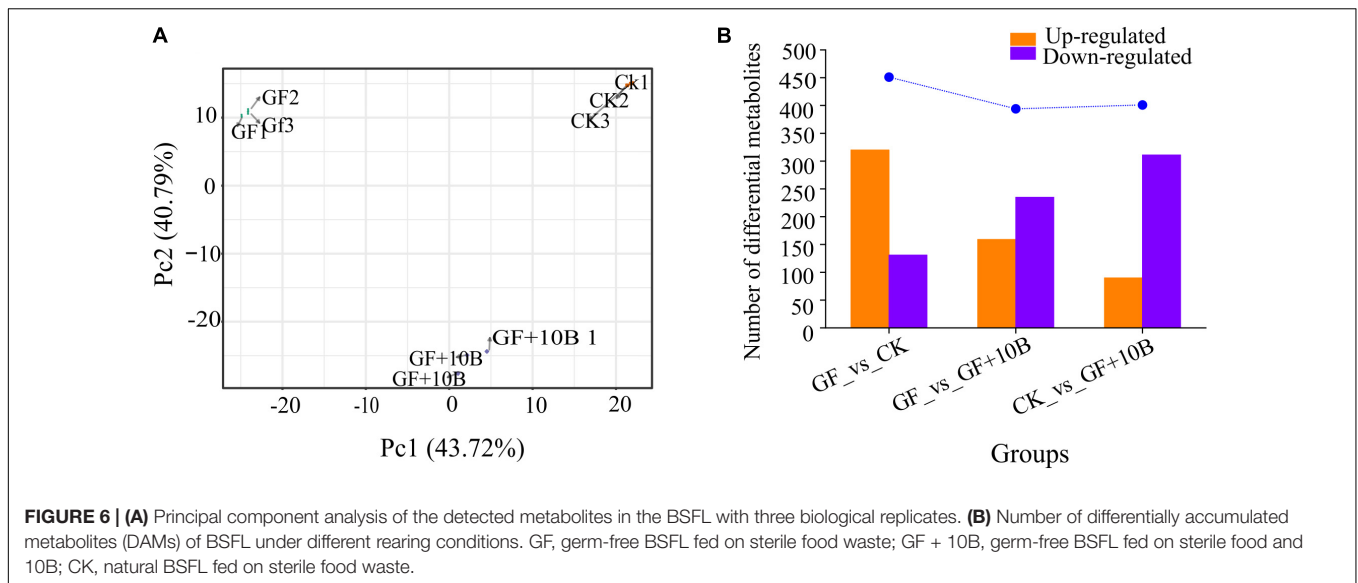 A
B
Up-regulated
Down-regulated
GF2
GF1
Gf3
Ck1
CK2
CK3
GF+10B 1
GF+10B
GF+10B
10
0
−10
-20
-20
-10
0
10
20
Pc2 (40.79%)
Pc1 (43.72%)
500
450
400
350
300
250
200
150
100
50
0
Number of differential metabolites
GF_vs_CK
GF_vs_GF+10B
CK_vs_GF+10B
Groups
FIGURE 6 | (A) Principal component analysis of the detected metabolites in the BSFL with three biological replicates. (B) Number of differentially accumulated
metabolites (DAMs) of BSFL under different rearing conditions. GF, germ-free BSFL fed on sterile food waste; GF + 10B, germ-free BSFL fed on sterile food and
10B; CK, natural BSFL fed on sterile food waste.